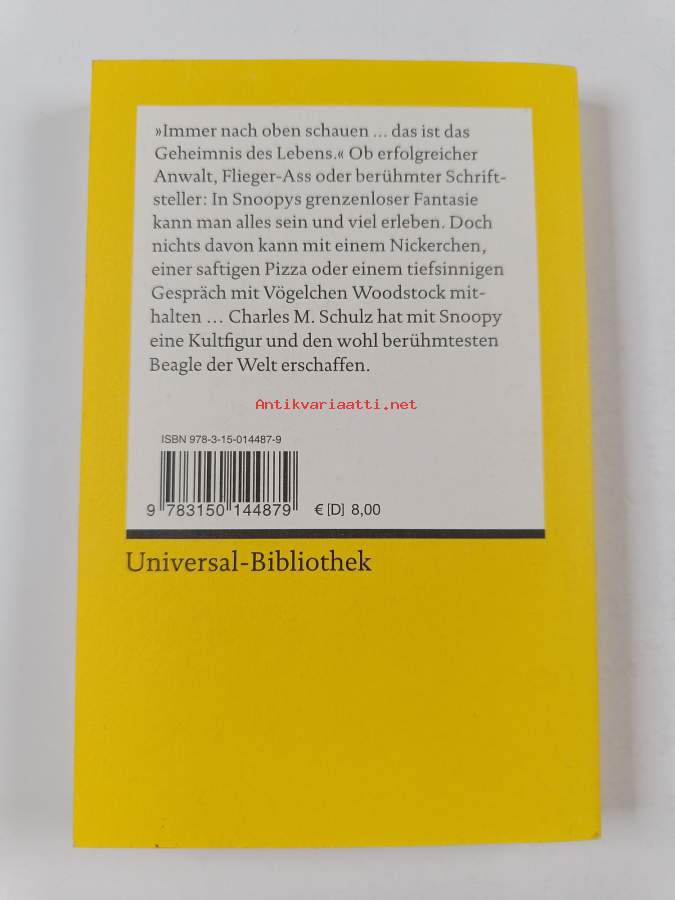 »Immer nach oben schauen ... das ist das
Geheimnis des Lebens.« Ob erfolgreicher
Anwalt, Flieger-Ass oder berühmter Schrift-
steller: In Snoopys grenzenloser Fantasie
kann man alles sein und viel erleben. Doch
nichts davon kann mit einem Nickerchen,
einer saftigen Pizza oder einem tiefsinnigen
Gespräch mit Vögelchen Woodstock mit-
halten ... Charles M. Schulz hat mit Snoopy
eine Kultfigur und den wohl berühmtesten
Beagle der Welt erschaffen.
Antikvariaatti.net
ISBN 978-3-15-014487-9
9 783150 144879
€ [D] 8,00
Universal-Bibliothek